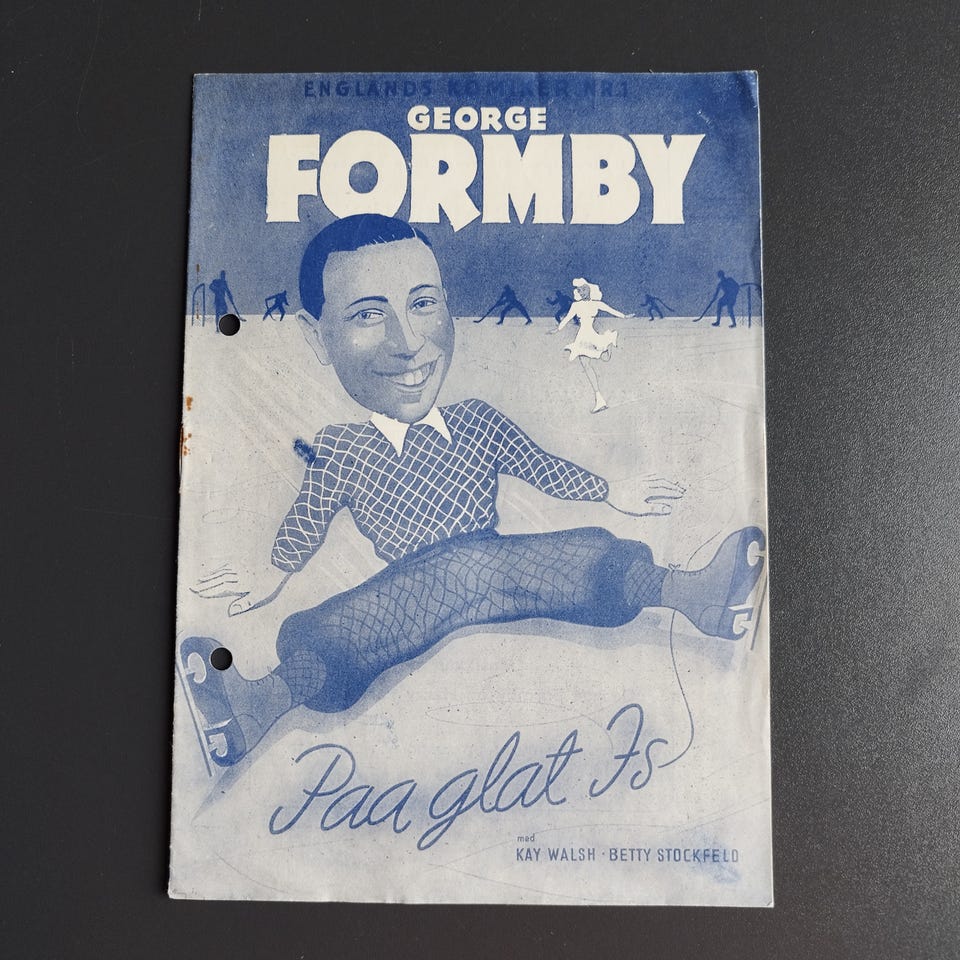 ENGLANDS KOMIKER NR.1
GEORGE
FORMBY
Paa glat Is
med
KAY WALSH · BETTY STOCKFELD